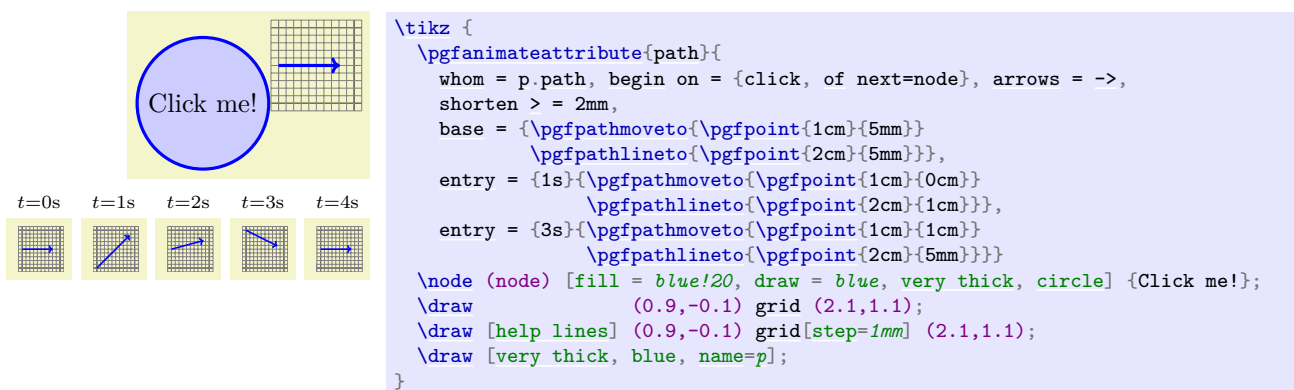 Click me!
t=0s t=1s t=2s t=3s t=4s
\tikz {
  \pgfanimateattribute{path}{
    whom = p.path, begin on = {click, of next=node}, arrows = ->,
    shorten > = 2mm,
    base = {\pgfpathmoveto{\pgfpoint{1cm}{5mm}}
            \pgfpathlineto{\pgfpoint{2cm}{5mm}}},
    entry = {1s}{\pgfpathmoveto{\pgfpoint{1cm}{0cm}}
                 \pgfpathlineto{\pgfpoint{2cm}{1cm}}},
    entry = {3s}{\pgfpathmoveto{\pgfpoint{1cm}{1cm}}
                 \pgfpathlineto{\pgfpoint{2cm}{5mm}}}}
  \node (node) [fill = blue!20, draw = blue, very thick, circle] {Click me!};
  \draw            (0.9,-0.1) grid (2.1,1.1);
  \draw [help lines] (0.9,-0.1) grid[step=1mm] (2.1,1.1);
  \draw [very thick, blue, name=p];
}